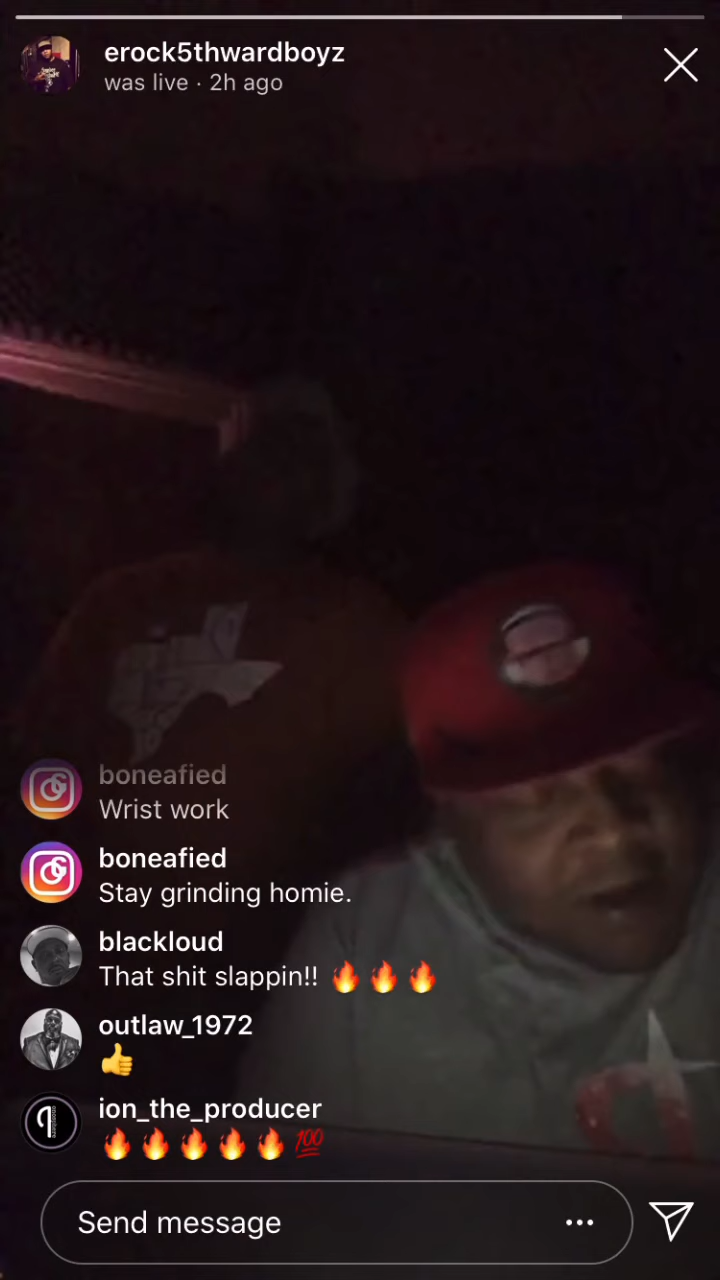 erock5thwardboyz
was live · 2h ago
boneafied
Wrist work
boneafied
Stay grinding homie.
blackloud
That shit slappin!! 🔥🔥🔥
outlaw_1972
👍
ion_the_producer
🔥🔥🔥🔥🔥💯
Send message